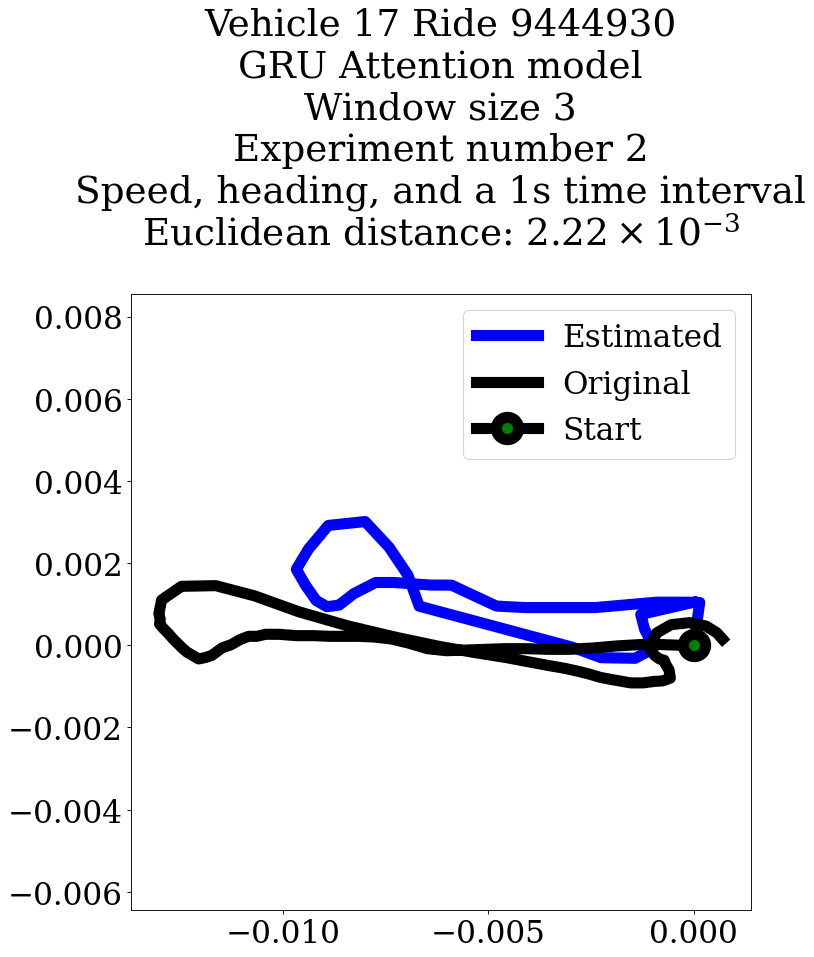 Vehicle 17 Ride 9444930
GRU Attention model
Window size 3
Experiment number 2
Speed, heading, and a 1s time interval
Euclidean distance: 2.22 × 10⁻³
Estimated
Original
Start
0.008
0.006
0.004
0.002
0.000
−0.002
−0.004
−0.006
−0.010
−0.005
0.000